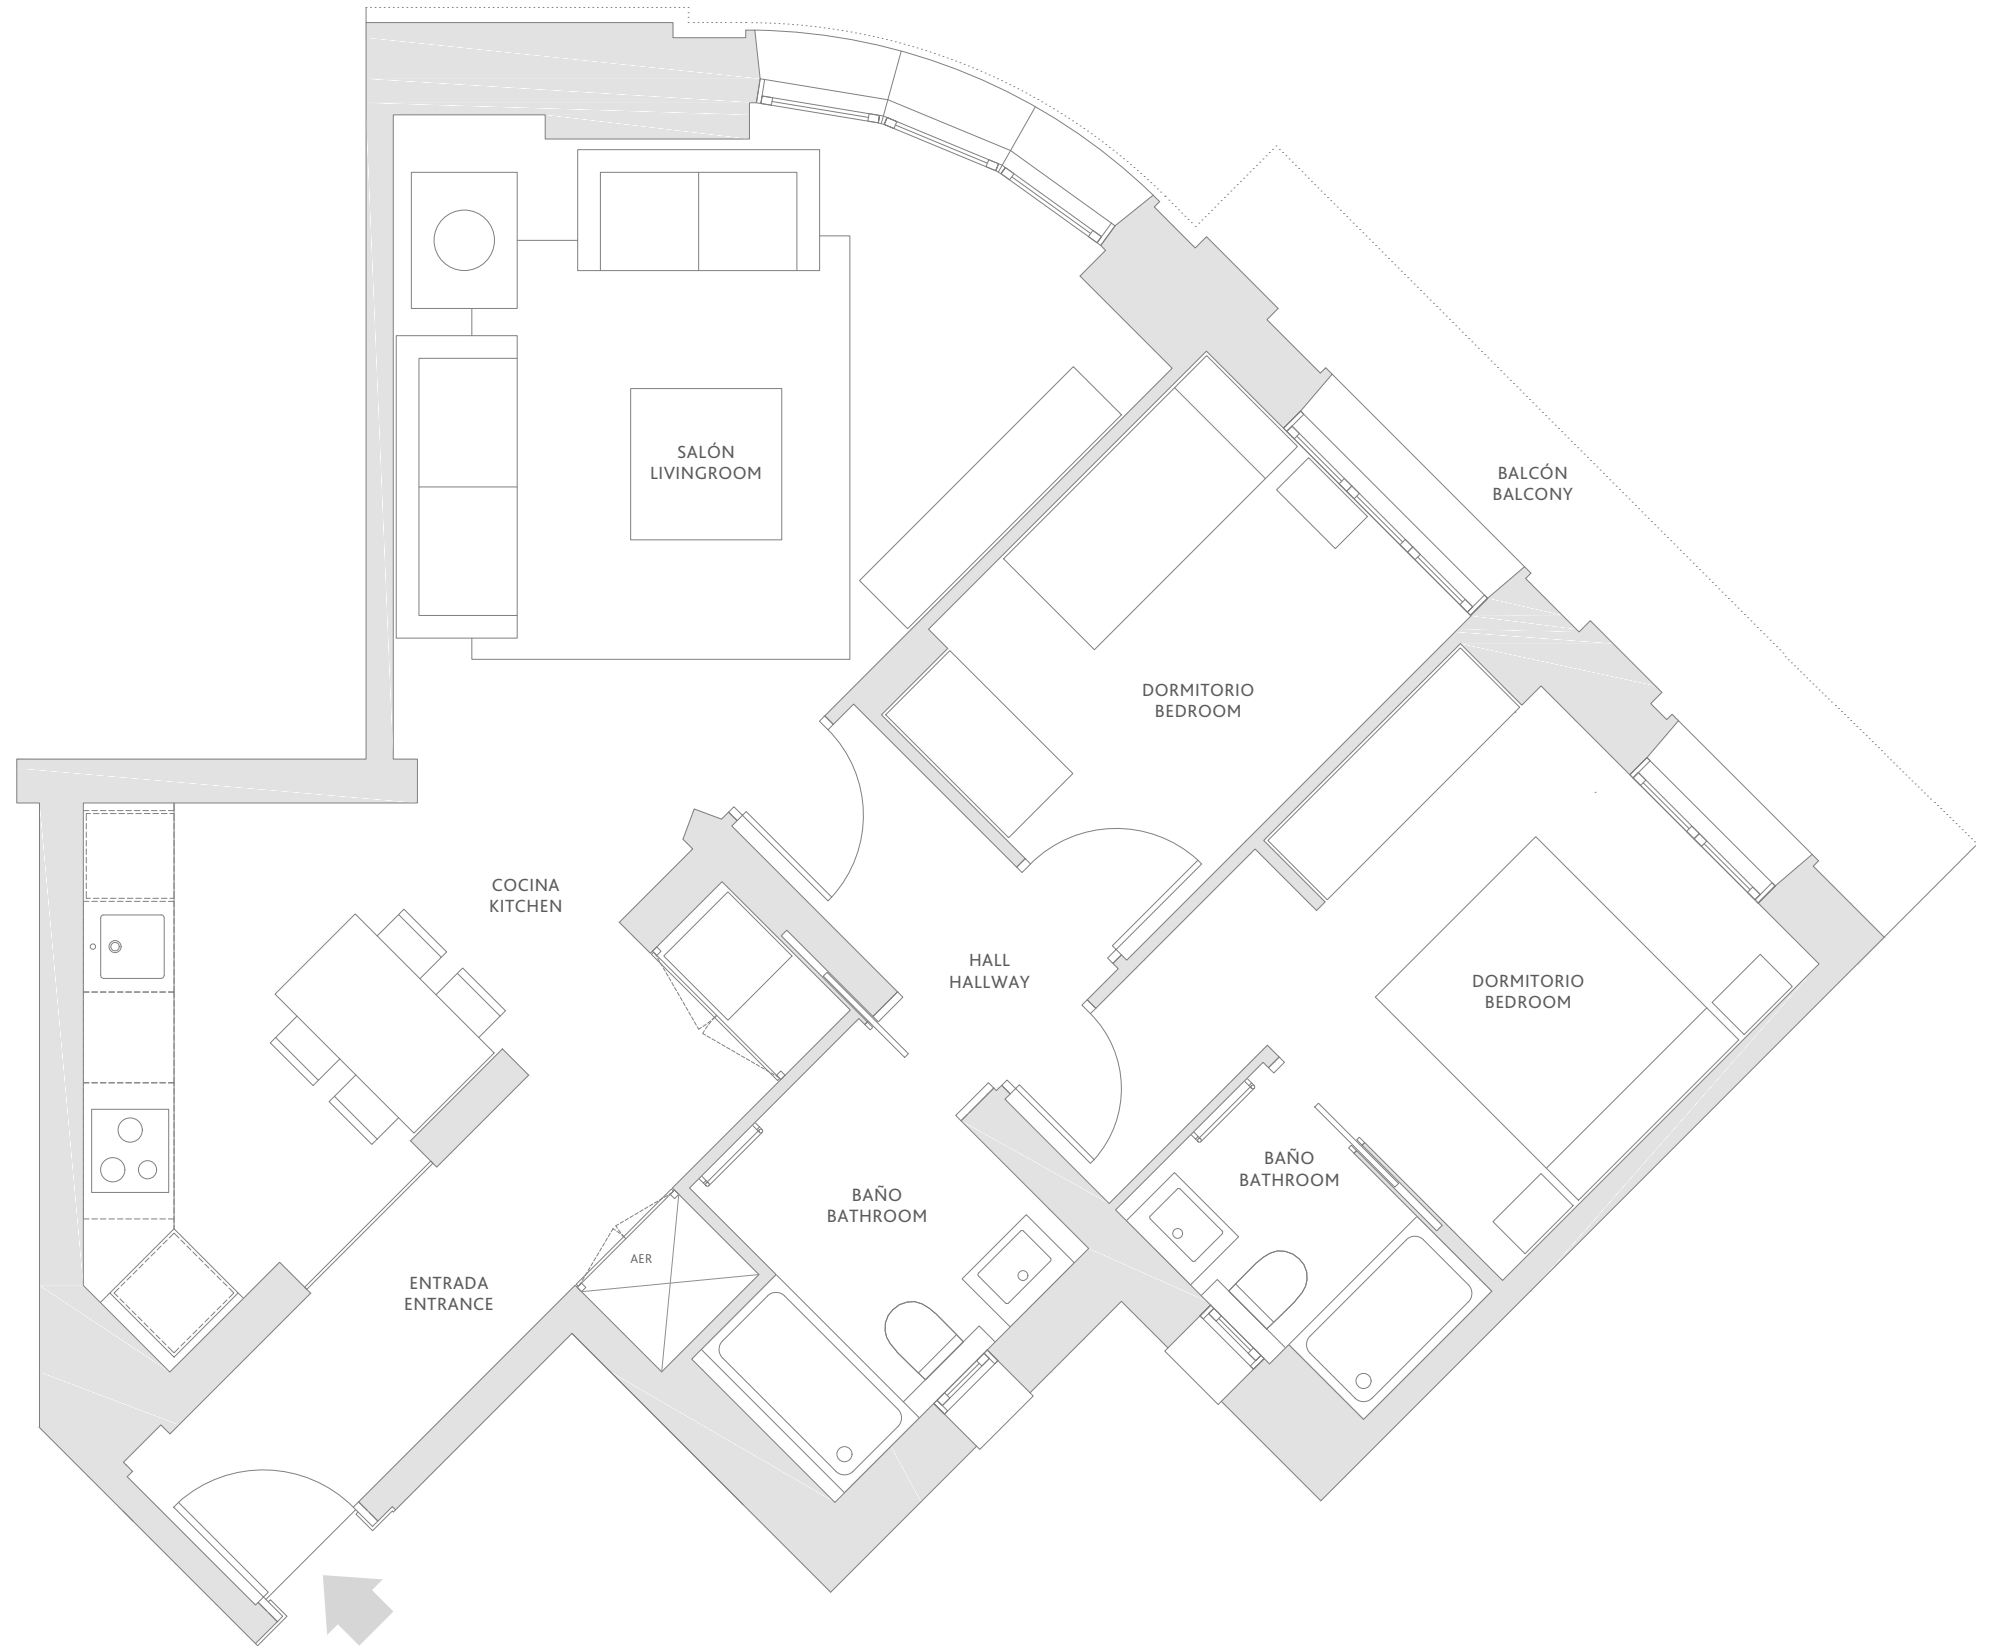 SALÓN
LIVINGROOM
BALCÓN
BALCONY
DORMITORIO
BEDROOM
COCINA
KITCHEN
HALL
HALLWAY
DORMITORIO
BEDROOM
BAÑO
BATHROOM
BAÑO
BATHROOM
AER
ENTRADA
ENTRANCE